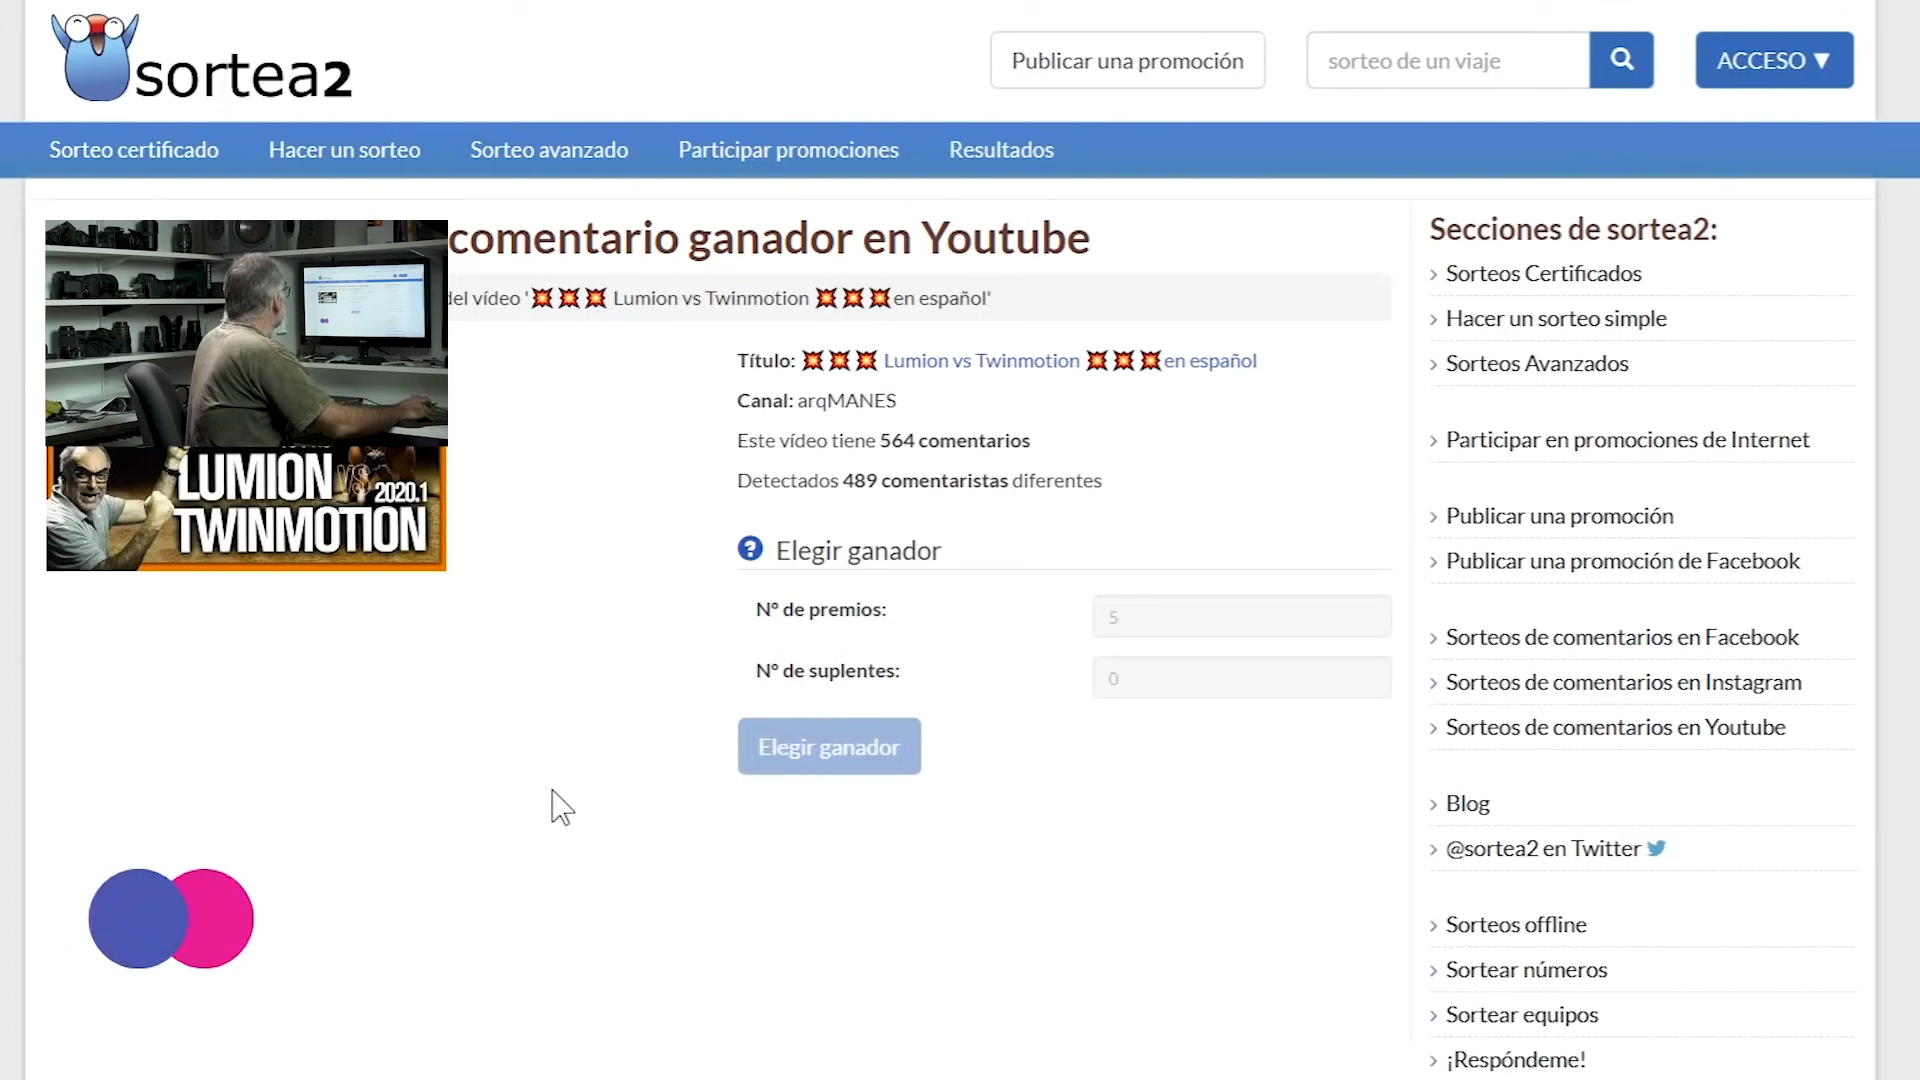 sortea2
Publicar una promoción
sorteo de un viaje
ACCESO ▼
Sorteo certificado
Hacer un sorteo
Sorteo avanzado
Participar promociones
Resultados
comentario ganador en Youtube
del vídeo '💥💥💥 Lumion vs Twinmotion 💥💥💥en español'
LUMION VS 2020.1
TWINMOTION
Título: 💥💥💥 Lumion vs Twinmotion 💥💥💥en español
Canal: arqMANES
Este vídeo tiene 564 comentarios
Detectados 489 comentaristas diferentes
? Elegir ganador
Nº de premios: 5
Nº de suplentes: 0
Elegir ganador
Secciones de sortea2:
› Sorteos Certificados
› Hacer un sorteo simple
› Sorteos Avanzados
› Participar en promociones de Internet
› Publicar una promoción
› Publicar una promoción de Facebook
› Sorteos de comentarios en Facebook
› Sorteos de comentarios en Instagram
› Sorteos de comentarios en Youtube
› Blog
› @sortea2 en Twitter
› Sorteos offline
› Sortear números
› Sortear equipos
› ¡Respóndeme!